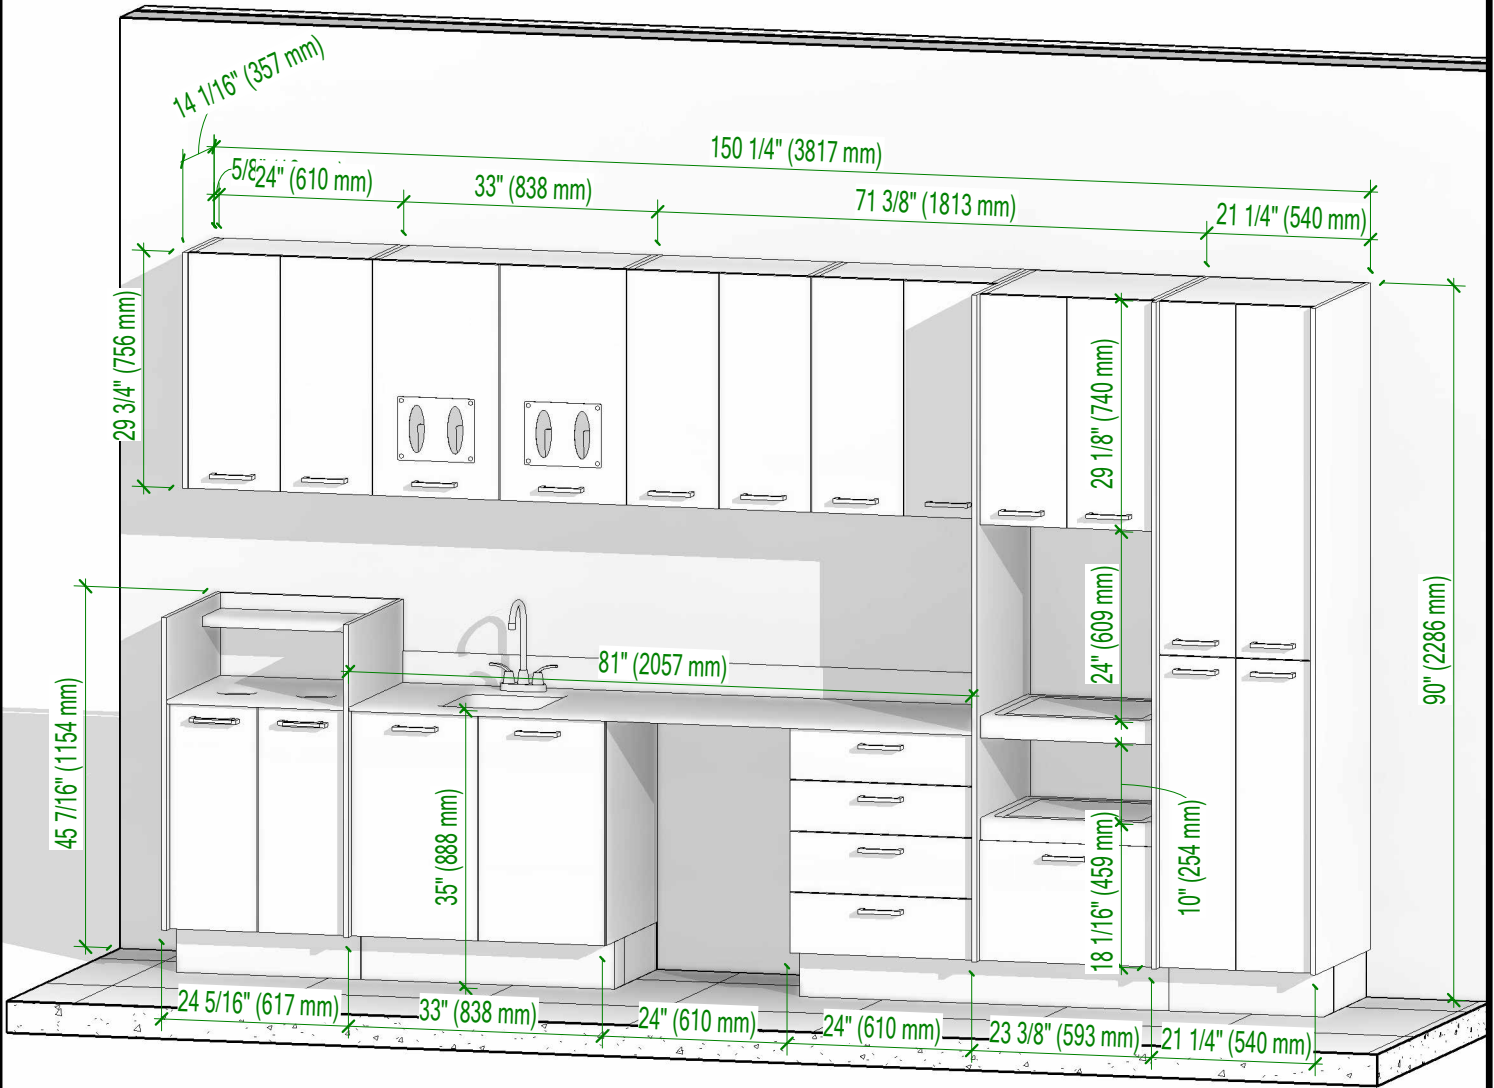 14 1/16" (357 mm)
150 1/4" (3817 mm)
5/8"
24" (610 mm)
33" (838 mm)
71 3/8" (1813 mm)
21 1/4" (540 mm)
29 3/4" (756 mm)
29 1/8" (740 mm)
24" (609 mm)
90" (2286 mm)
81" (2057 mm)
45 7/16" (1154 mm)
35" (888 mm)
10" (254 mm)
18 1/16" (459 mm)
24 5/16" (617 mm)
33" (838 mm)
24" (610 mm)
24" (610 mm)
23 3/8" (593 mm)
21 1/4" (540 mm)